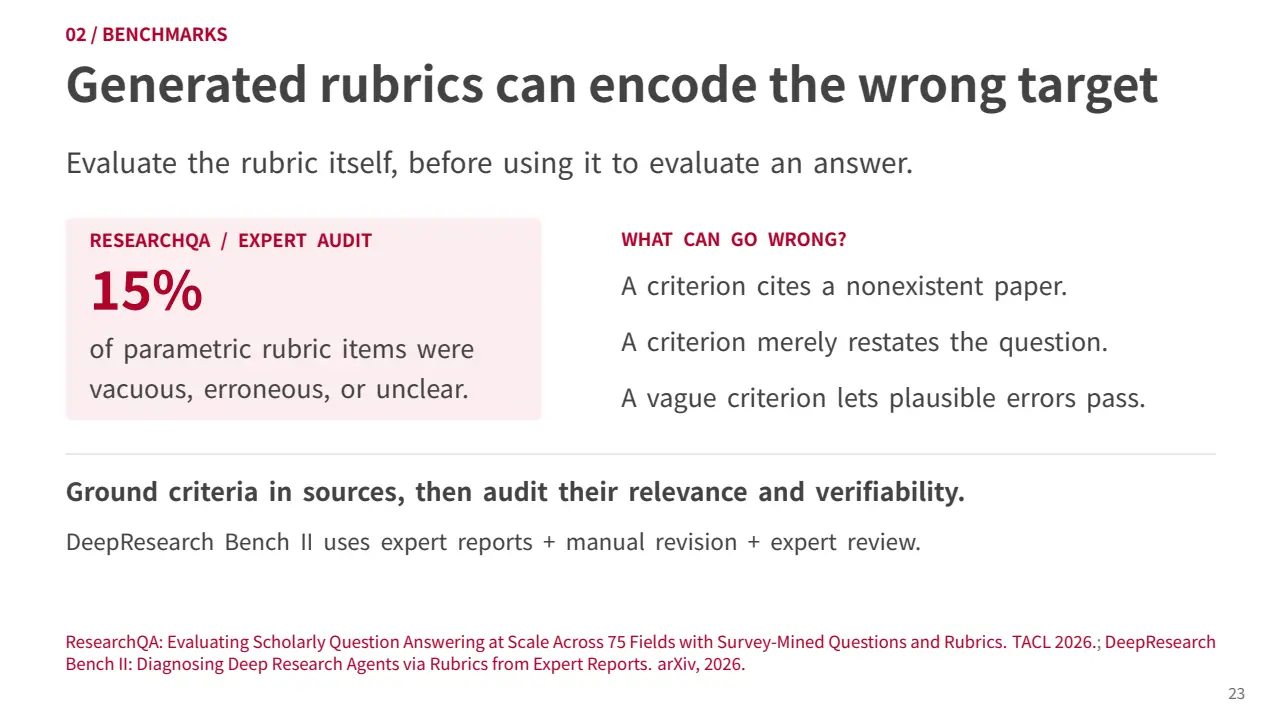 02 / BENCHMARKS
Generated rubrics can encode the wrong target
Evaluate the rubric itself, before using it to evaluate an answer.
RESEARCHQA / EXPERT AUDIT
15%
of parametric rubric items were
vacuous, erroneous, or unclear.
WHAT CAN GO WRONG?
A criterion cites a nonexistent paper.
A criterion merely restates the question.
A vague criterion lets plausible errors pass.
Ground criteria in sources, then audit their relevance and verifiability.
DeepResearch Bench II uses expert reports + manual revision + expert review.
ResearchQA: Evaluating Scholarly Question Answering at Scale Across 75 Fields with Survey-Mined Questions and Rubrics. TACL 2026.; DeepResearch
Bench II: Diagnosing Deep Research Agents via Rubrics from Expert Reports. arXiv, 2026.
23